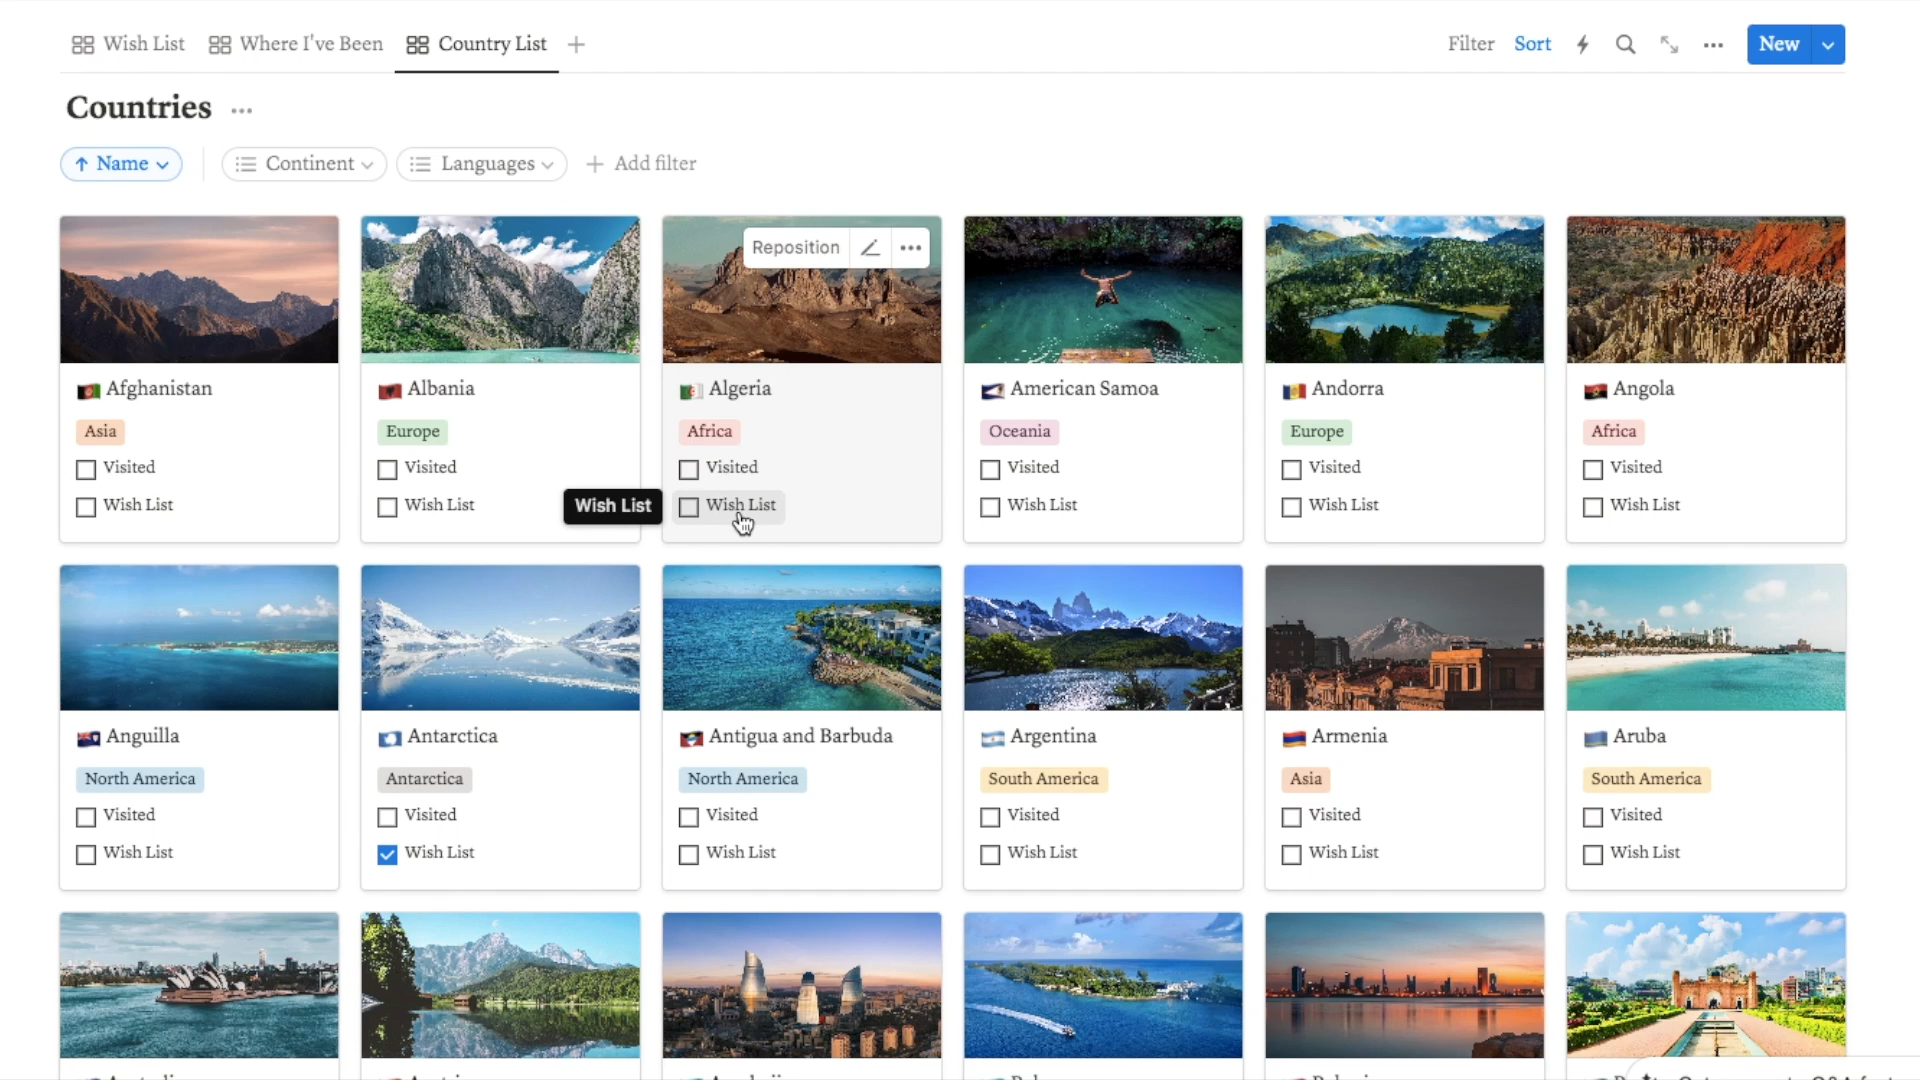 Wish List Where I've Been Country List
Filter Sort New
Countries
Name Continent Languages Add filter
Reposition
Afghanistan Albania Algeria American Samoa Andorra Angola
Asia Europe Africa Oceania Europe Africa
Visited Visited Visited Visited Visited Visited
Wish List Wish List Wish List Wish List Wish List Wish List Wish List
Anguilla Antarctica Antigua and Barbuda Argentina Armenia Aruba
North America Antarctica North America South America Asia South America
Visited Visited Visited Visited Visited Visited
Wish List Wish List Wish List Wish List Wish List Wish List